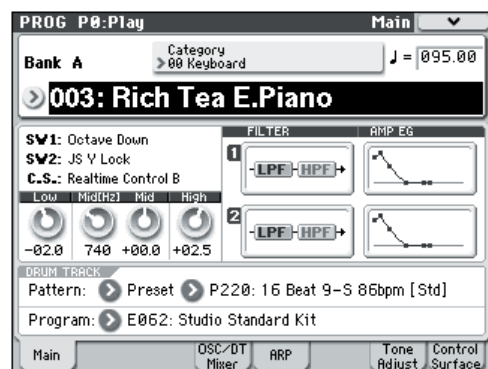 PROG P0:Play Main
Bank A
Category
00 Keyboard
♩= 095.00
003: Rich Tea E.Piano
SW1: Octave Down
SW2: JS Y Lock
C.S.: Realtime Control B
Low Mid[Hz] Mid High
-02.0 740 +00.0 +02.5
FILTER AMP EG
1 LPF HPF
2 LPF HPF
DRUM TRACK
Pattern: Preset P220: 16 Beat 9-S 86bpm [Std]
Program: E062: Studio Standard Kit
Main
OSC/DT Mixer
ARP
Tone Adjust
Control Surface